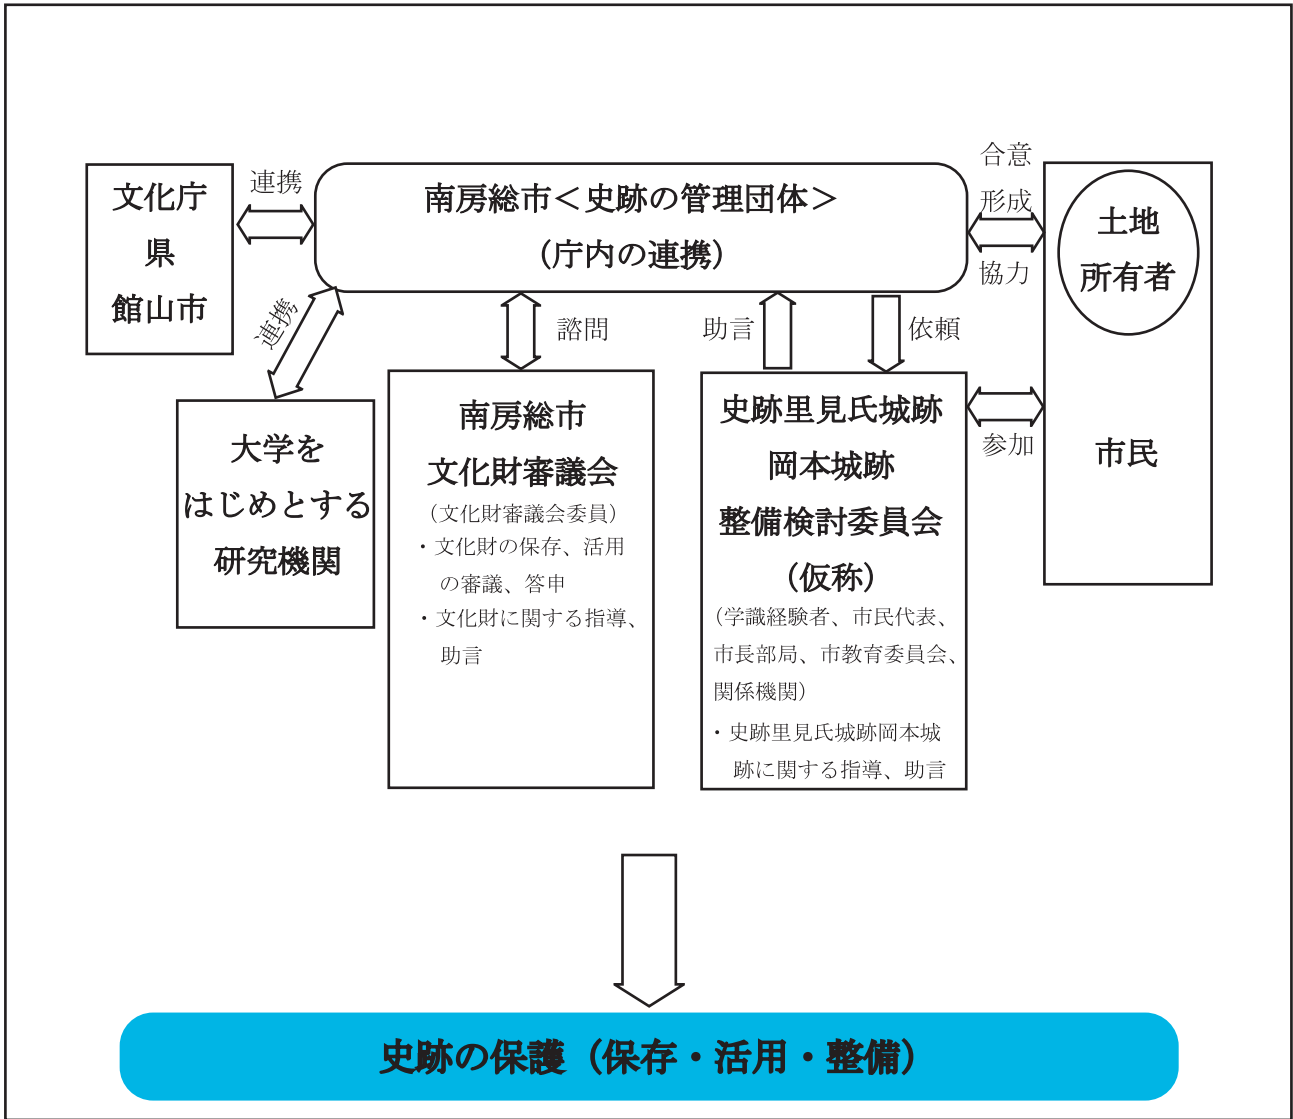 文化庁
県
館山市
連携
南房総市＜史跡の管理団体＞
（庁内の連携）
合意
形成
協力
土地
所有者
市民
連携
大学を
はじめとする
研究機関
諮問
南房総市
文化財審議会
（文化財審議会委員）
・文化財の保存、活用
の審議、答申
・文化財に関する指導、
助言
助言
依頼
史跡里見氏城跡
岡本城跡
整備検討委員会
（仮称）
（学識経験者、市民代表、
市長部局、市教育委員会、
関係機関）
・史跡里見氏城跡岡本城
跡に関する指導、助言
参加
史跡の保護（保存・活用・整備）